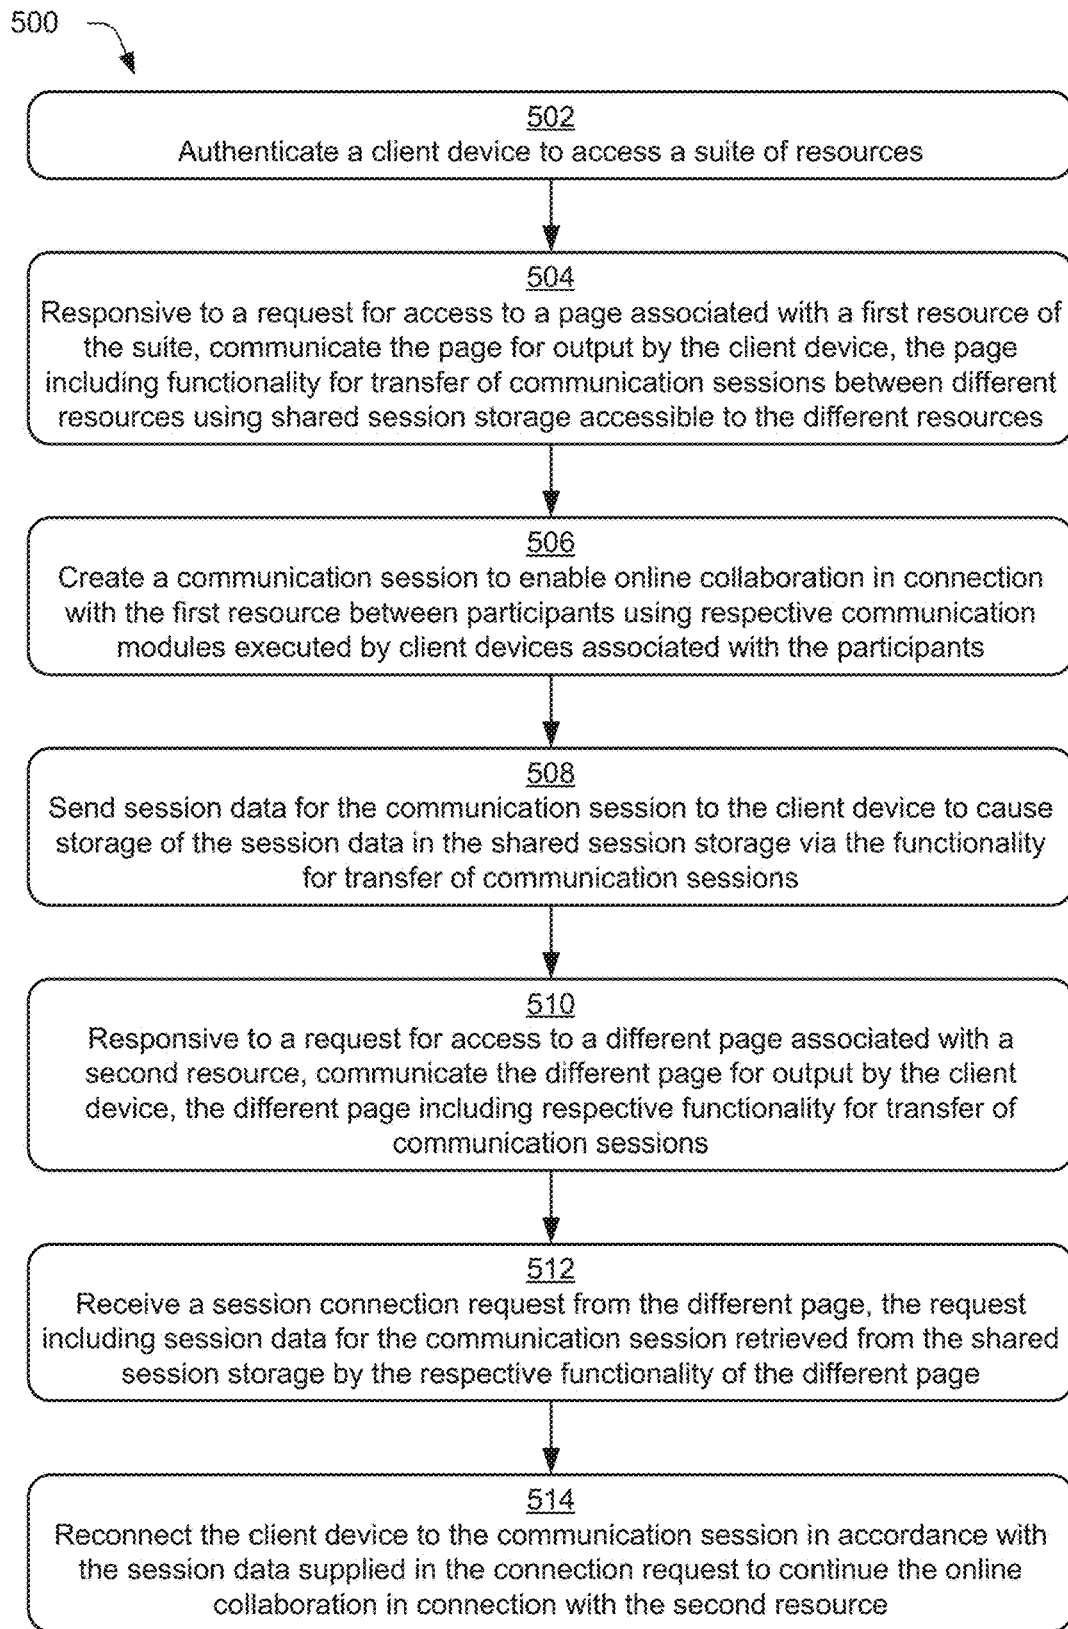 500
502
Authenticate a client device to access a suite of resources
504
Responsive to a request for access to a page associated with a first resource of
the suite, communicate the page for output by the client device, the page
including functionality for transfer of communication sessions between different
resources using shared session storage accessible to the different resources
506
Create a communication session to enable online collaboration in connection
with the first resource between participants using respective communication
modules executed by client devices associated with the participants
508
Send session data for the communication session to the client device to cause
storage of the session data in the shared session storage via the functionality
for transfer of communication sessions
510
Responsive to a request for access to a different page associated with a
second resource, communicate the different page for output by the client
device, the different page including respective functionality for transfer of
communication sessions
512
Receive a session connection request from the different page, the request
including session data for the communication session retrieved from the shared
session storage by the respective functionality of the different page
514
Reconnect the client device to the communication session in accordance with
the session data supplied in the connection request to continue the online
collaboration in connection with the second resource